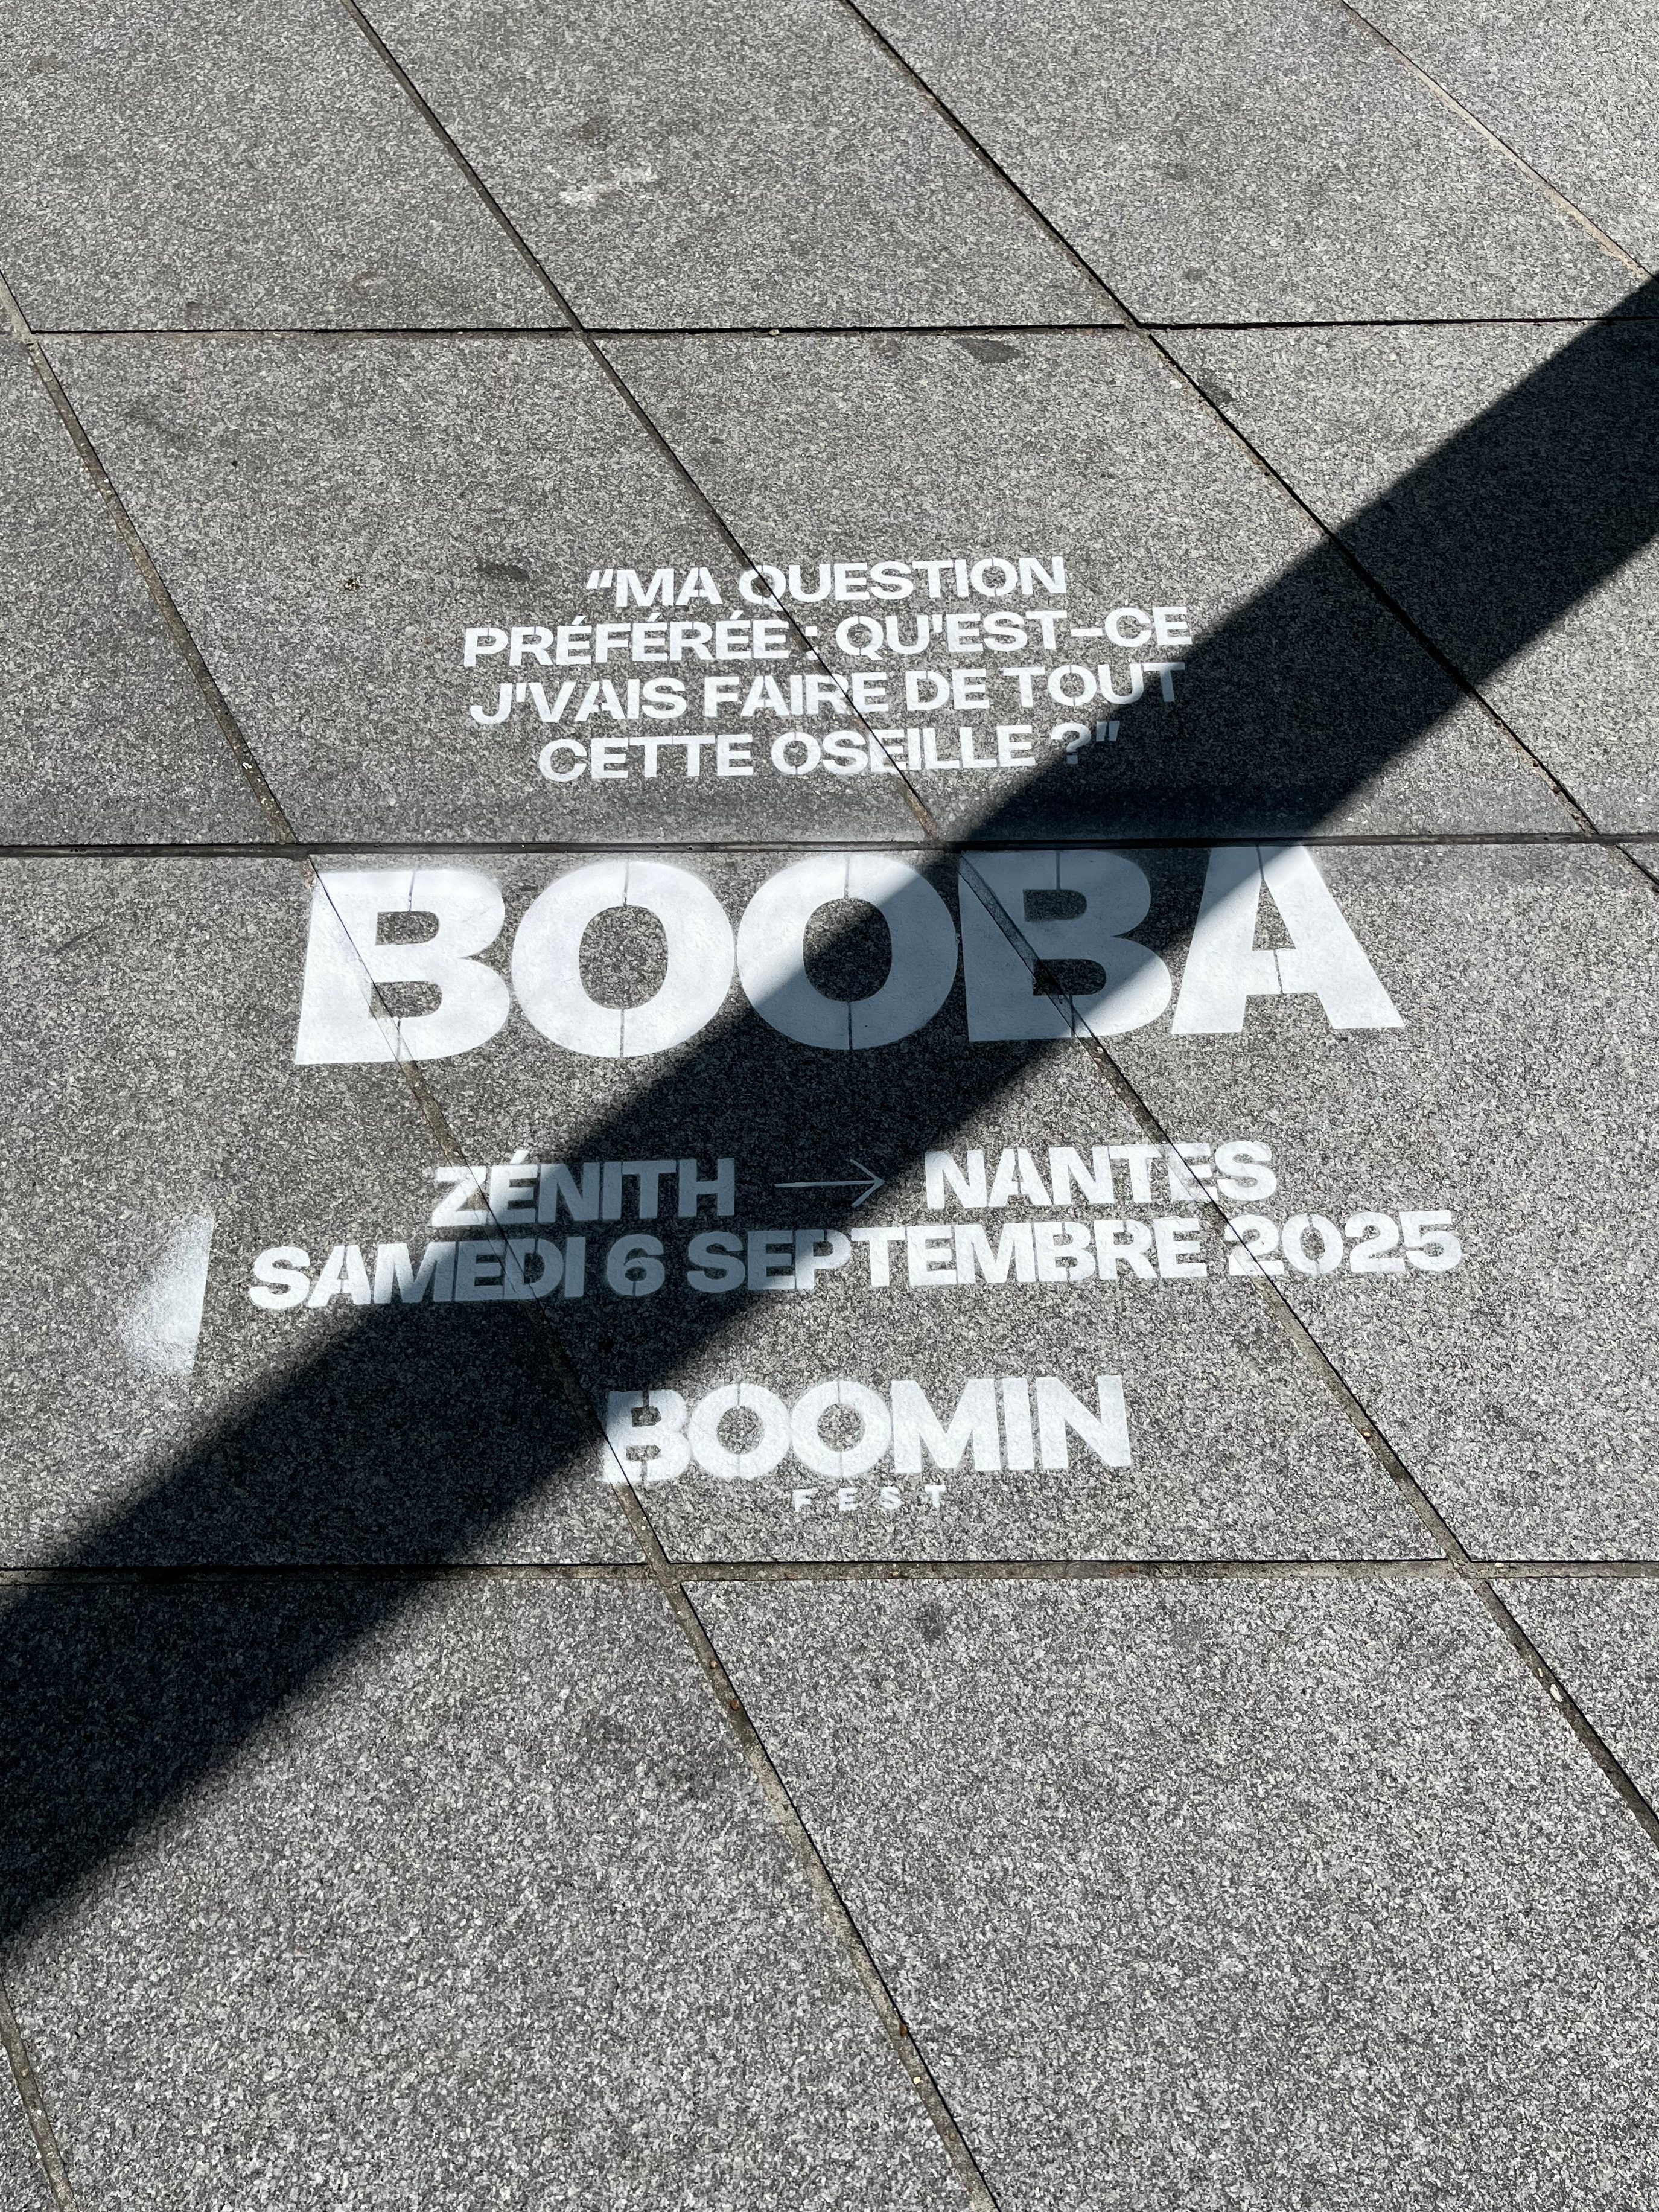 “MA QUESTION
PRÉFÉRÉE : QU'EST-CE
J'VAIS FAIRE DE TOUT
CETTE OSEILLE ?"
BOOBA
ZÉNITH → NANTES
SAMEDI 6 SEPTEMBRE 2025
BOOMIN
FEST